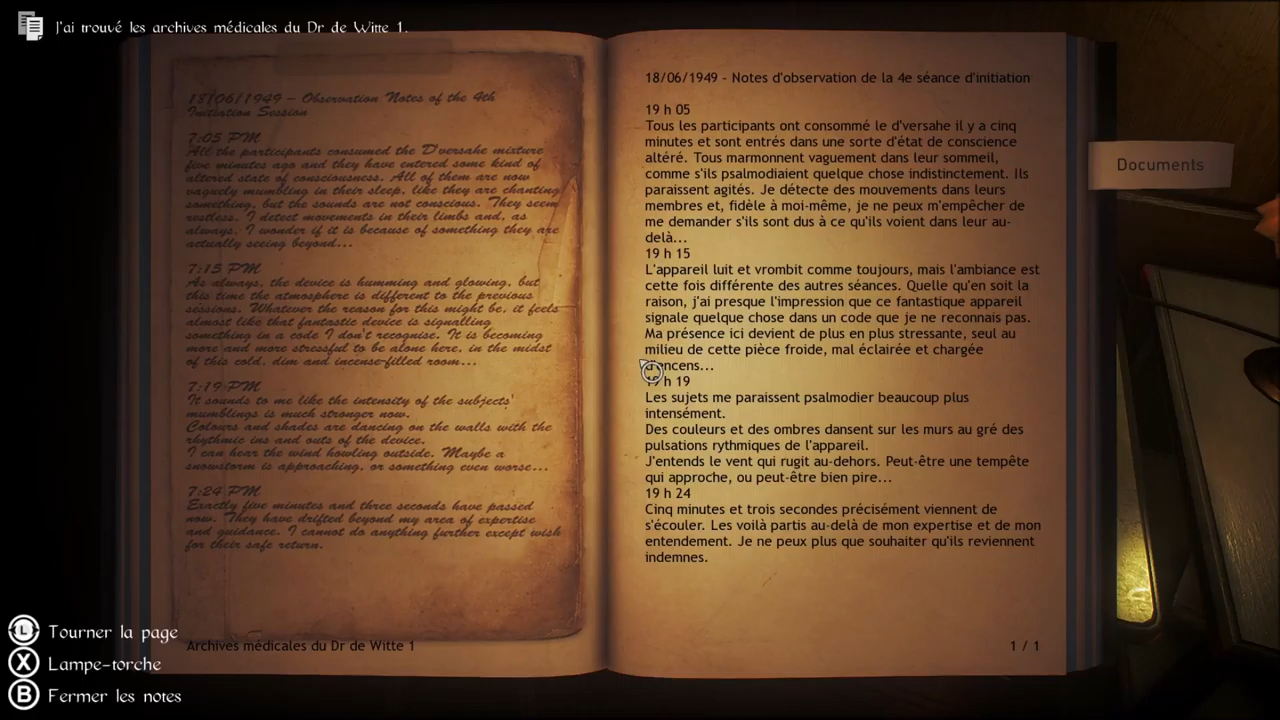 J'ai trouvé les archives médicales du Dr de Witte 1.
18/06/1949 – Observation Notes of the 4th
Initiation Session
7:05 PM
All the participants consumed the D'versahe mixture
five minutes ago and they have entered some kind of
altered state of consciousness. All of them are now
vaguely mumbling in their sleep, like they are chanting
something, but the sounds are not conscious. They seem
restless. I detect movements in their limbs and, as
always, I wonder if it is because of something they are
actually seeing beyond...
7:15 PM
As always, the device is humming and glowing, but
this time the atmosphere is different to the previous
sessions. Whatever the reason for this might be, it feels
almost like that fantastic device is signalling
something in a code I don't recognise. It is becoming
more and more stressful to be alone here, in the midst
of this cold, dim and incense-filled room...
7:19 PM
It sounds to me like the intensity of the subjects'
mumblings is much stronger now.
Colours and shades are dancing on the walls with the
rhythmic ins and outs of the device.
I can hear the wind howling outside. Maybe a
snowstorm is approaching, or something even worse...
7:24 PM
Exactly five minutes and three seconds have passed
now. They have drifted beyond my area of expertise
and guidance. I cannot do anything further except wish
for their safe return.
Archives médicales du Dr de Witte 1
18/06/1949 - Notes d'observation de la 4e séance d'initiation
19 h 05
Tous les participants ont consommé le d'versahe il y a cinq
minutes et sont entrés dans une sorte d'état de conscience
altéré. Tous marmonnent vaguement dans leur sommeil,
comme s'ils psalmodiaient quelque chose indistinctement. Ils
paraissent agités. Je détecte des mouvements dans leurs
membres et, fidèle à moi-même, je ne peux m'empêcher de
me demander s'ils sont dus à ce qu'ils voient dans leur au-
delà...
19 h 15
L'appareil luit et vrombit comme toujours, mais l'ambiance est
cette fois différente des autres séances. Quelle qu'en soit la
raison, j'ai presque l'impression que ce fantastique appareil
signale quelque chose dans un code que je ne reconnais pas.
Ma présence ici devient de plus en plus stressante, seul au
milieu de cette pièce froide, mal éclairée et chargée
d'encens...
19 h 19
Les sujets me paraissent psalmodier beaucoup plus
intensément.
Des couleurs et des ombres dansent sur les murs au gré des
pulsations rythmiques de l'appareil.
J'entends le vent qui rugit au-dehors. Peut-être une tempête
qui approche, ou peut-être bien pire...
19 h 24
Cinq minutes et trois secondes précisément viennent de
s'écouler. Les voilà partis au-delà de mon expertise et de mon
entendement. Je ne peux plus que souhaiter qu'ils reviennent
indemnes.
1 / 1
Documents
L Tourner la page
X Lampe-torche
B Fermer les notes